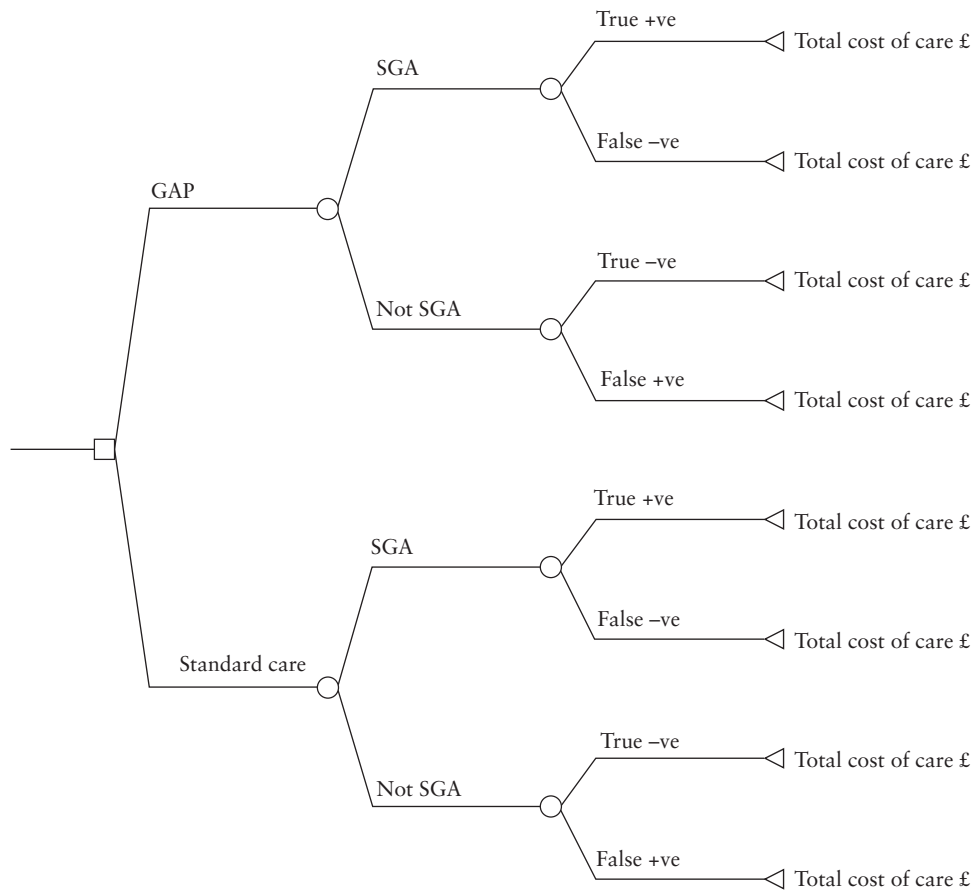 True +ve
Total cost of care £
SGA
False –ve
Total cost of care £
GAP
True –ve
Total cost of care £
Not SGA
False +ve
Total cost of care £
True +ve
Total cost of care £
SGA
False –ve
Total cost of care £
Standard care
True –ve
Total cost of care £
Not SGA
False +ve
Total cost of care £